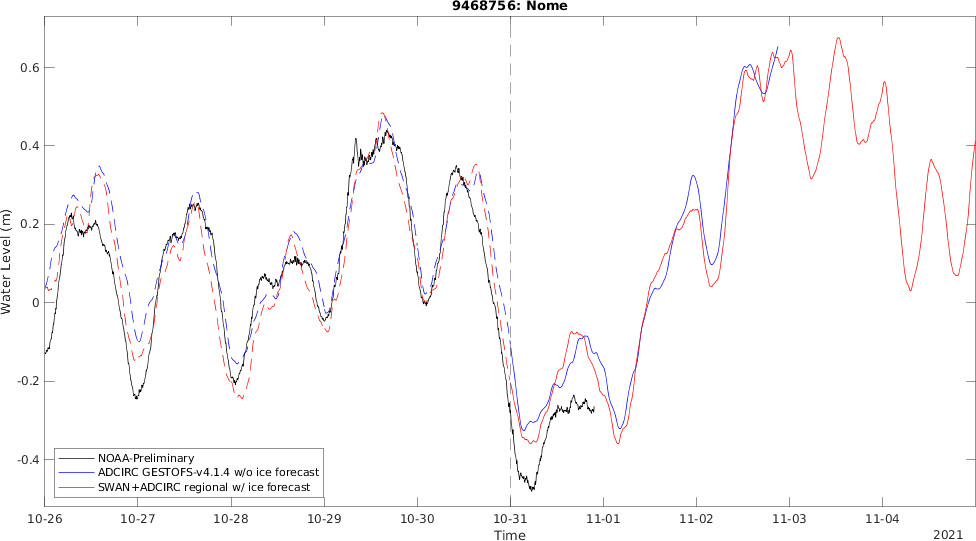 9468756: Nome
Water Level (m)
0.6
0.4
0.2
0
-0.2
-0.4
NOAA-Preliminary
ADCIRC GESTOFS-v4.1.4 w/o ice forecast
SWAN+ADCIRC regional w/ ice forecast
10-26 10-27 10-28 10-29 10-30 10-31 11-01 11-02 11-03 11-04
Time
2021